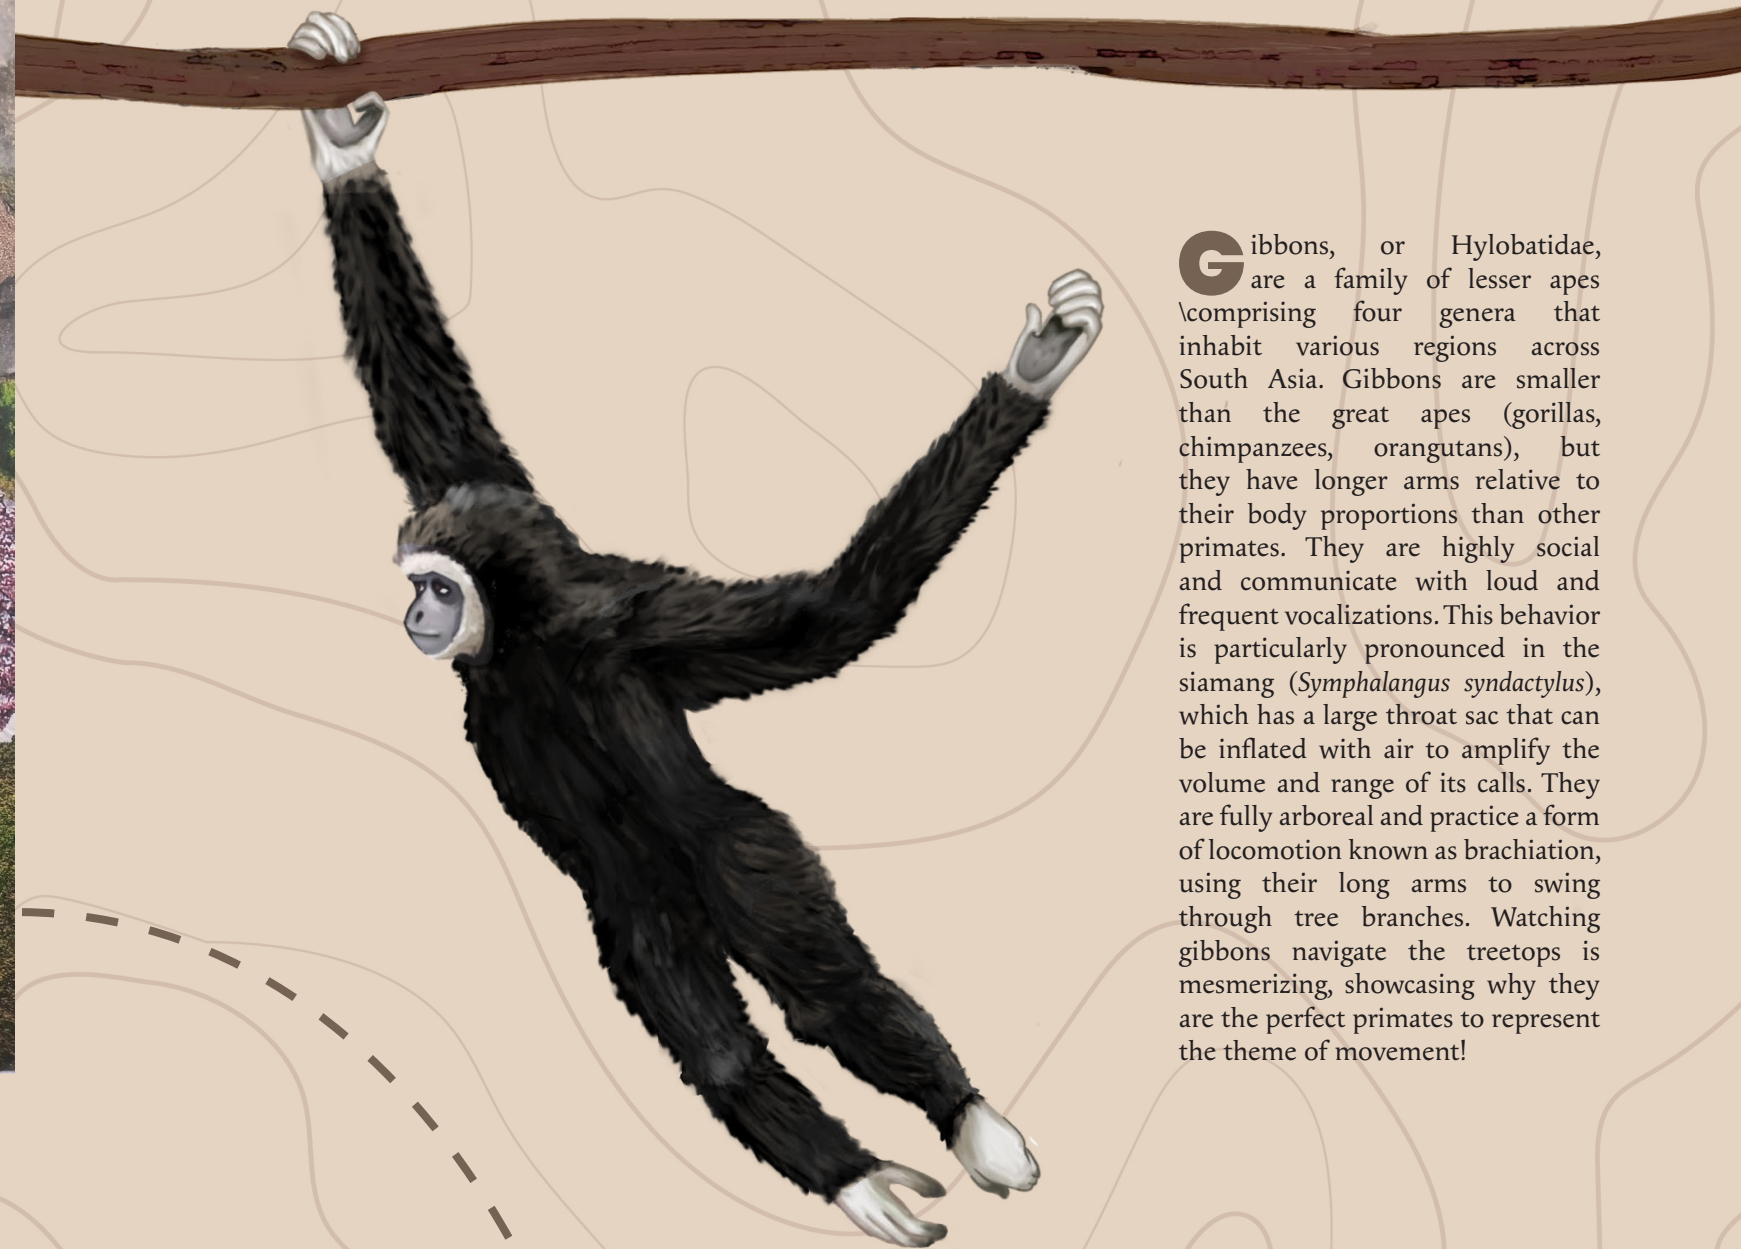 Gibbons, or Hylobatidae,
are a family of lesser apes
\comprising four genera that
inhabit various regions across
South Asia. Gibbons are smaller
than the great apes (gorillas,
chimpanzees, orangutans), but
they have longer arms relative to
their body proportions than other
primates. They are highly social
and communicate with loud and
frequent vocalizations. This behavior
is particularly pronounced in the
siamang (Symphalangus syndactylus),
which has a large throat sac that can
be inflated with air to amplify the
volume and range of its calls. They
are fully arboreal and practice a form
of locomotion known as brachiation,
using their long arms to swing
through tree branches. Watching
gibbons navigate the treetops is
mesmerizing, showcasing why they
are the perfect primates to represent
the theme of movement!